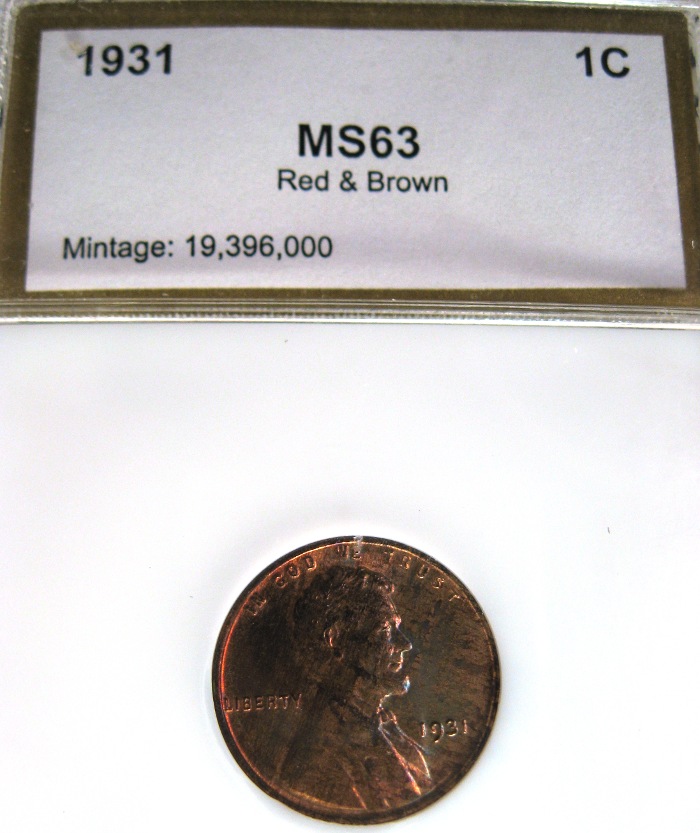 1931 1C
MS63
Red & Brown
Mintage: 19,396,000
IN GOD WE TRUST
LIBERTY
1931